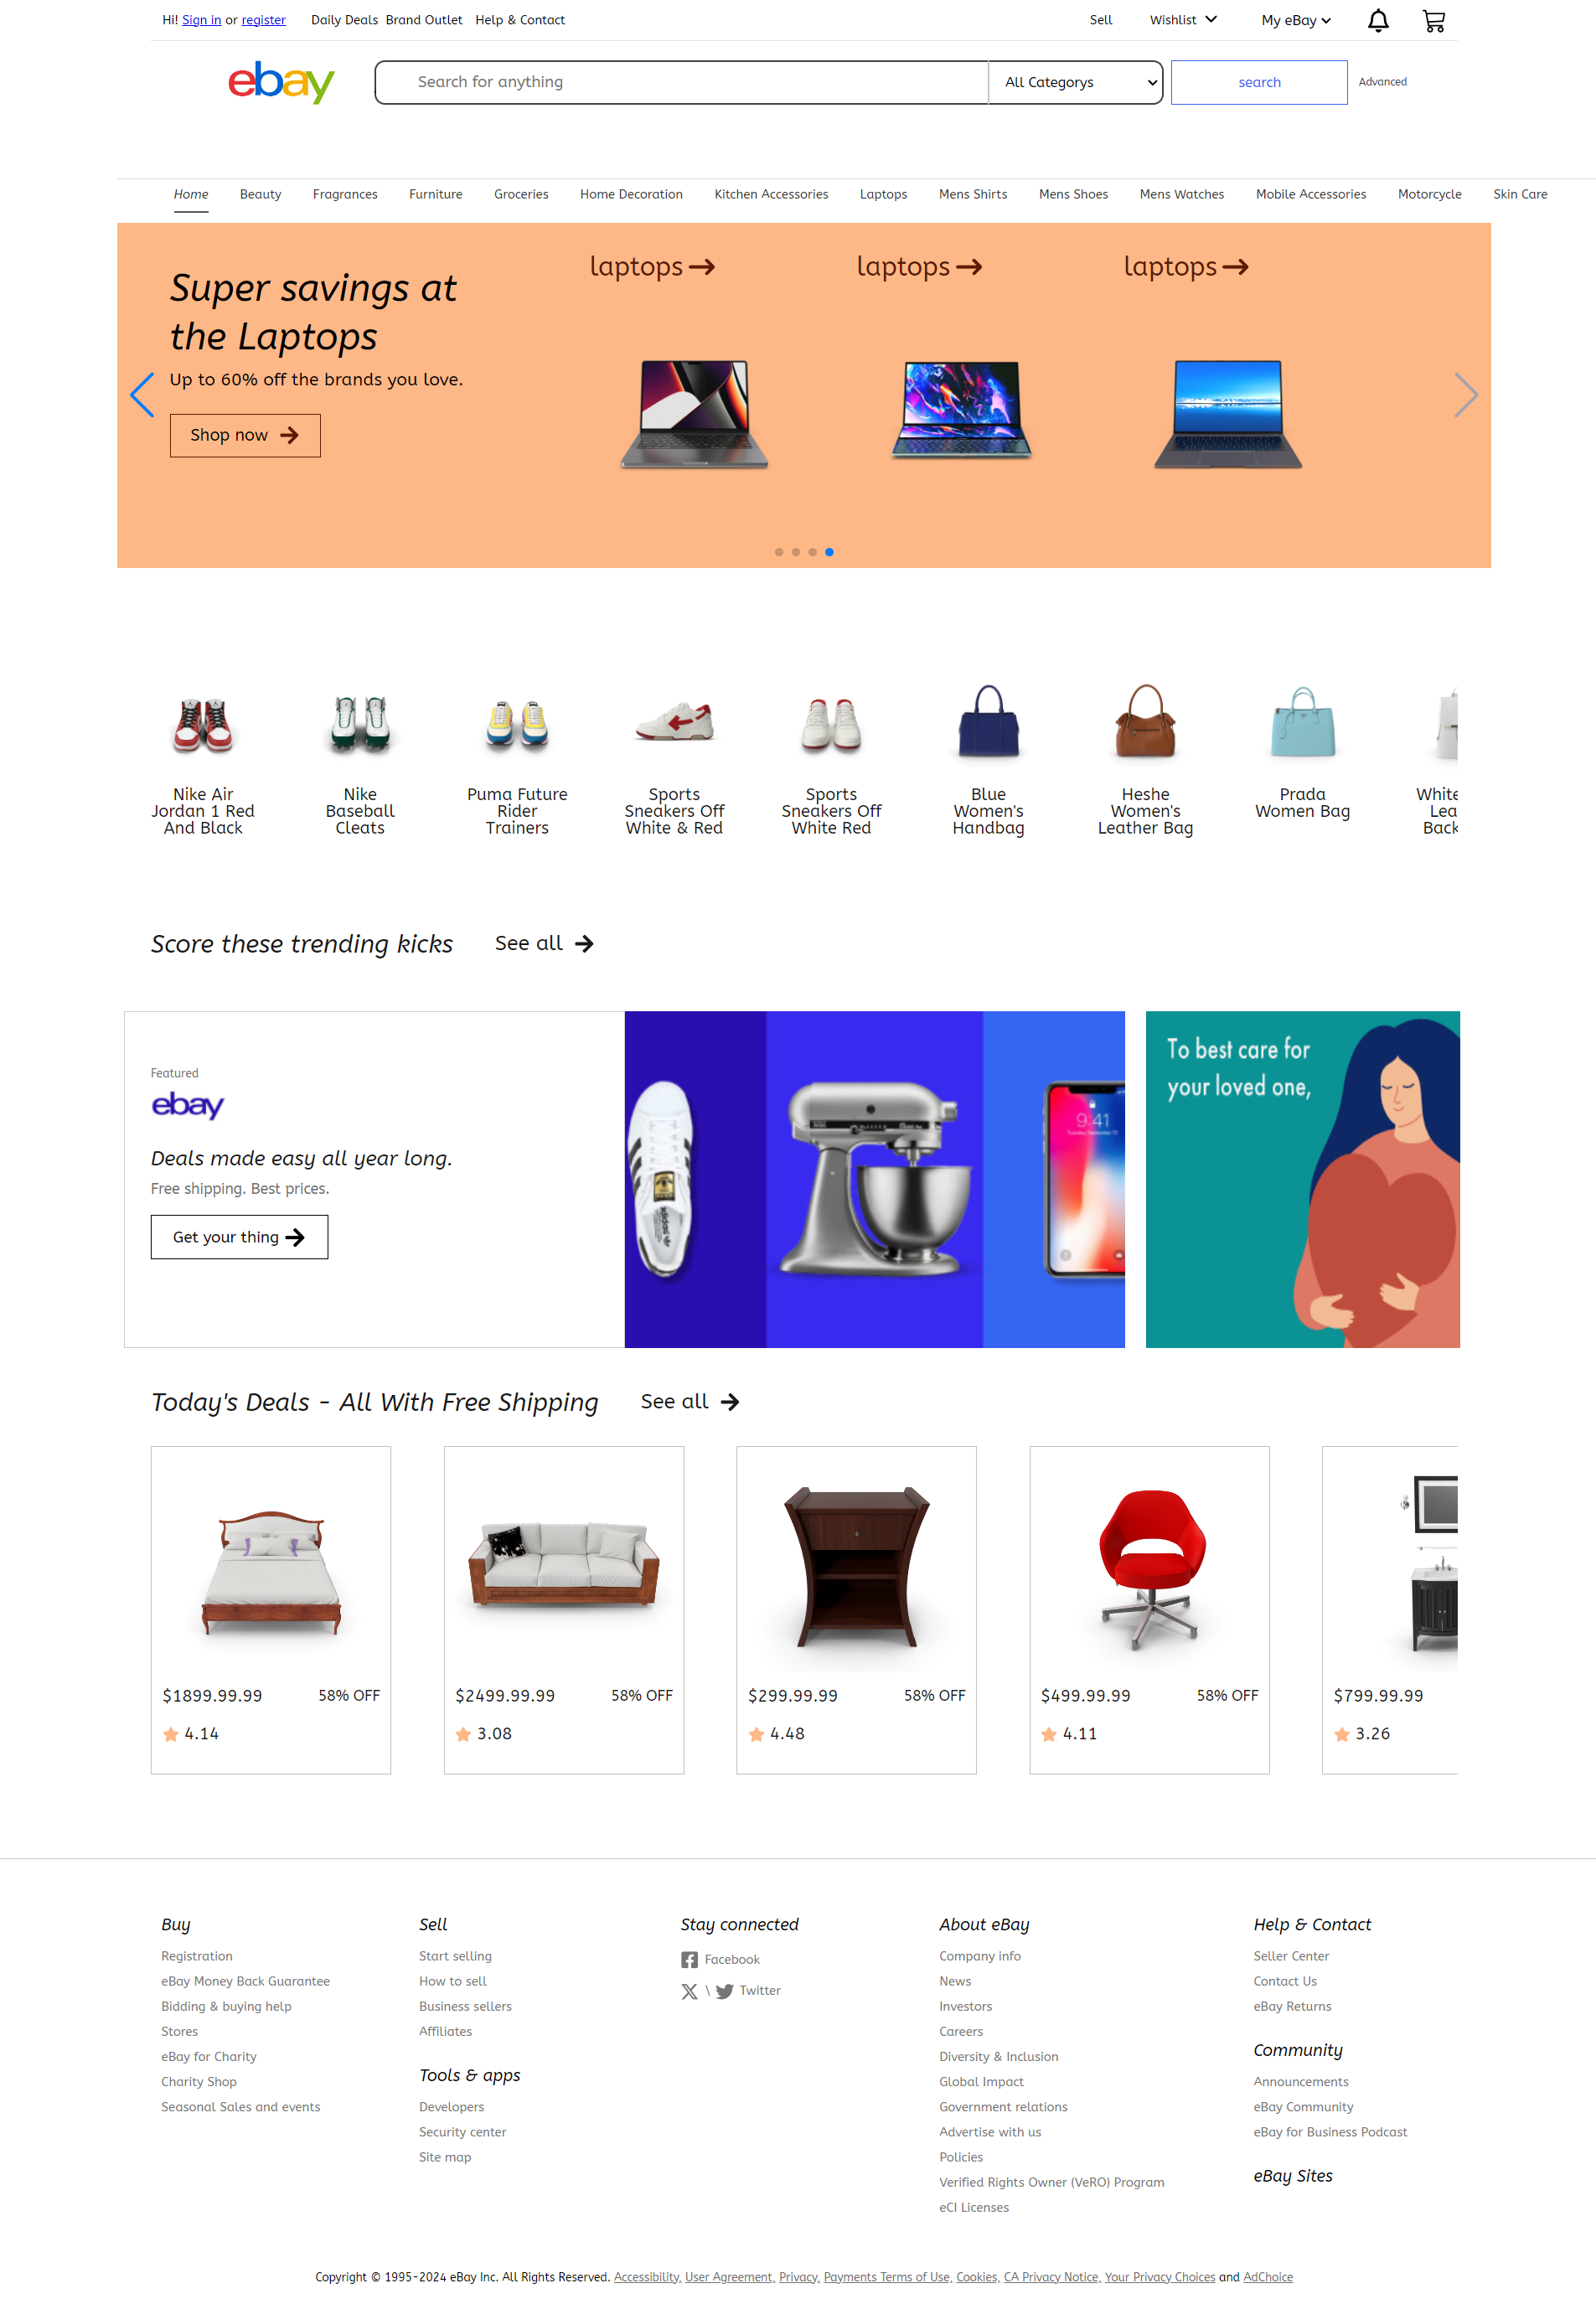 Hi! Sign in or register Daily Deals Brand Outlet Help & Contact Sell Wishlist My eBay
ebay Search for anything All Categorys search Advanced
Home Beauty Fragrances Furniture Groceries Home Decoration Kitchen Accessories Laptops Mens Shirts Mens Shoes Mens Watches Mobile Accessories Motorcycle Skin Care
Super savings at
the Laptops
Up to 60% off the brands you love.
Shop now
laptops laptops laptops
Nike Air
Jordan 1 Red
And Black
Nike
Baseball
Cleats
Puma Future
Rider
Trainers
Sports
Sneakers Off
White & Red
Sports
Sneakers Off
White Red
Blue
Women's
Handbag
Heshe
Women's
Leather Bag
Prada
Women Bag
White
Lea
Back
Score these trending kicks See all
Featured
ebay
Deals made easy all year long.
Free shipping. Best prices.
Get your thing
9:41
To best care for
your loved one,
Today's Deals - All With Free Shipping See all
$1899.99.99 58% OFF
4.14
$2499.99.99 58% OFF
3.08
$299.99.99 58% OFF
4.48
$499.99.99 58% OFF
4.11
$799.99.99
3.26
Buy
Registration
eBay Money Back Guarantee
Bidding & buying help
Stores
eBay for Charity
Charity Shop
Seasonal Sales and events
Sell
Start selling
How to sell
Business sellers
Affiliates
Tools & apps
Developers
Security center
Site map
Stay connected
Facebook
X \ Twitter
About eBay
Company info
News
Investors
Careers
Diversity & Inclusion
Global Impact
Government relations
Advertise with us
Policies
Verified Rights Owner (VeRO) Program
eCI Licenses
Help & Contact
Seller Center
Contact Us
eBay Returns
Community
Announcements
eBay Community
eBay for Business Podcast
eBay Sites
Copyright © 1995-2024 eBay Inc. All Rights Reserved. Accessibility, User Agreement, Privacy, Payments Terms of Use, Cookies, CA Privacy Notice, Your Privacy Choices and AdChoice